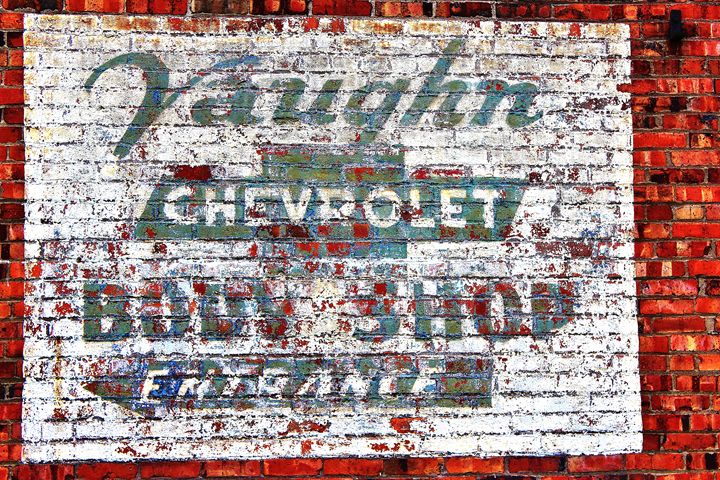 Vaughn
CHEVROLET
BODY SHOP
ENTRANCE